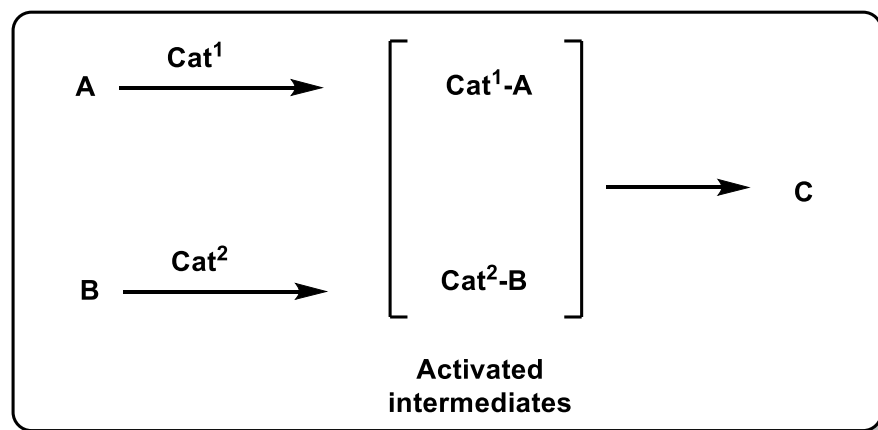 Cat¹
A
Cat¹-A
C
Cat²
B
Cat²-B
Activated
intermediates